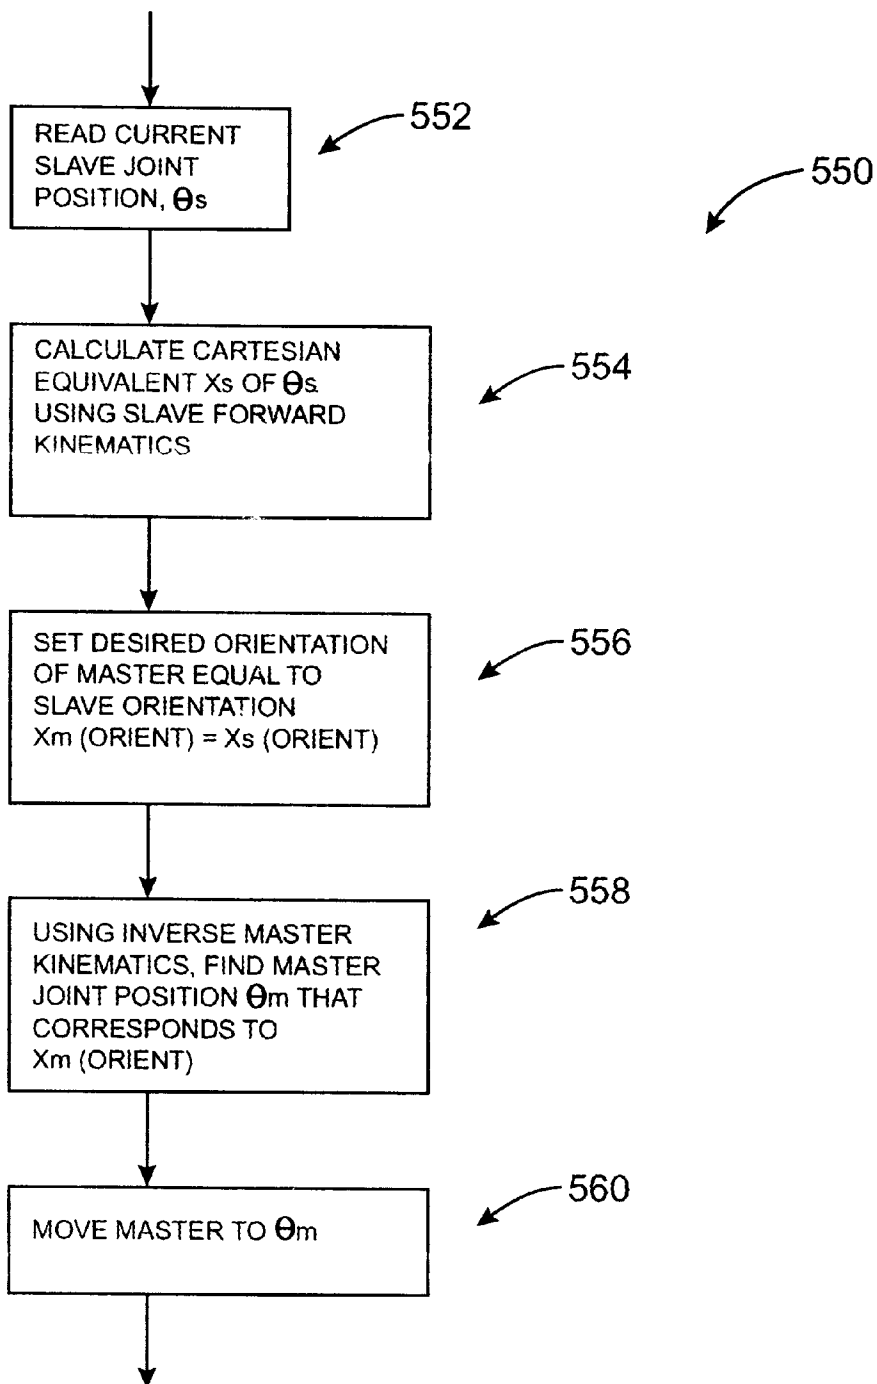 552
READ CURRENT
SLAVE JOINT
POSITION, θs
550
CALCULATE CARTESIAN
EQUIVALENT Xs OF θs
USING SLAVE FORWARD
KINEMATICS
554
SET DESIRED ORIENTATION
OF MASTER EQUAL TO
SLAVE ORIENTATION
Xm (ORIENT) = Xs (ORIENT)
556
USING INVERSE MASTER
KINEMATICS, FIND MASTER
JOINT POSITION θm THAT
CORRESPONDS TO
Xm (ORIENT)
558
MOVE MASTER TO θm
560